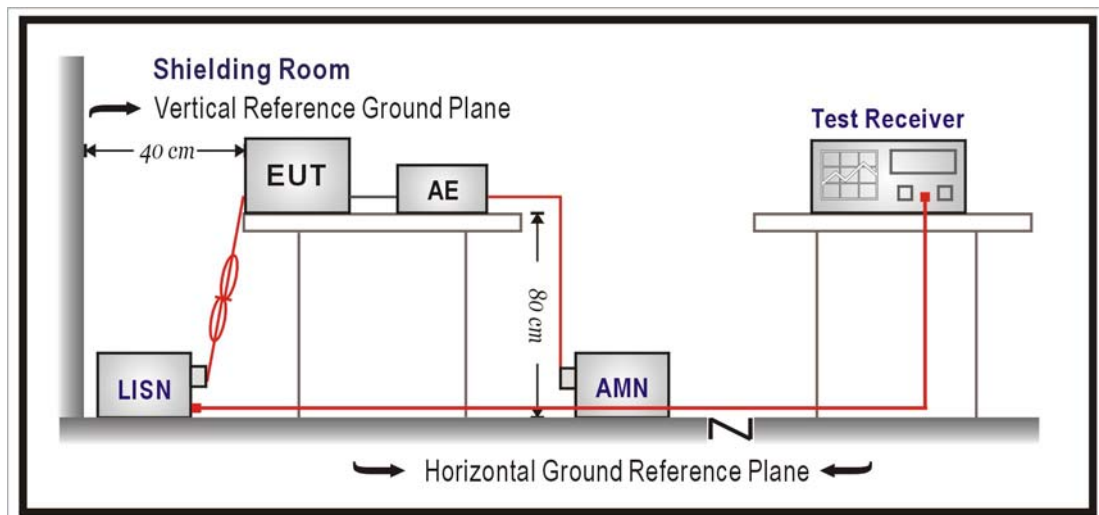 Shielding Room
Vertical Reference Ground Plane
Test Receiver
40 cm
EUT
AE
80 cm
LISN
AMN
Horizontal Ground Reference Plane